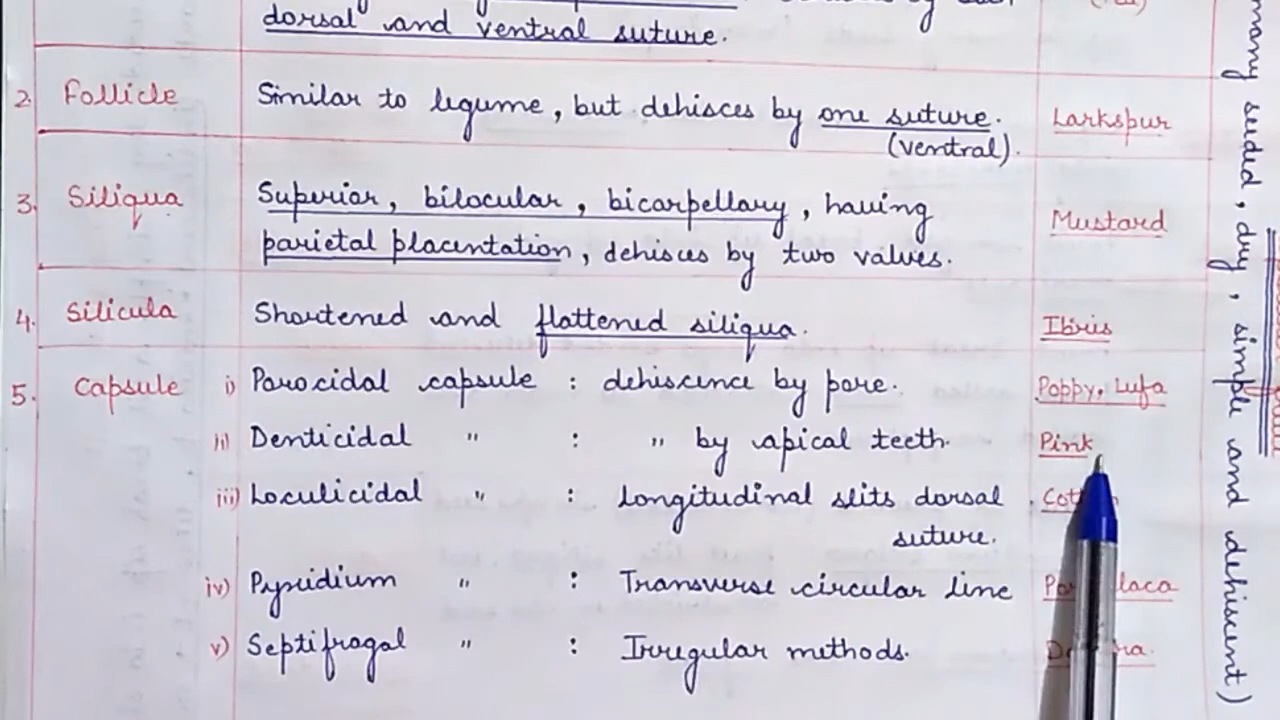 dorsal and ventral suture.
2. Follicle Similar to legume, but dehisces by one suture. Larkspur
(ventral).
3. Siliqua Superior, bilocular, bicarpellary, having Mustard
parietal placentation, dehisces by two values.
4. Silicula Shortened and flattened siliqua. Ibiris
5. Capsule i) Porocidal capsule : dehiscence by pore. Poppy, Lufa
ii) Denticidal " : " by apical teeth. Pink
iii) Loculicidal " : Longitudinal slits dorsal
suture.
iv) Pyxidium " : Transverse circular line
v) Septifragal " : Irregular methods.
many seeded, dry, simple and dehiscent)